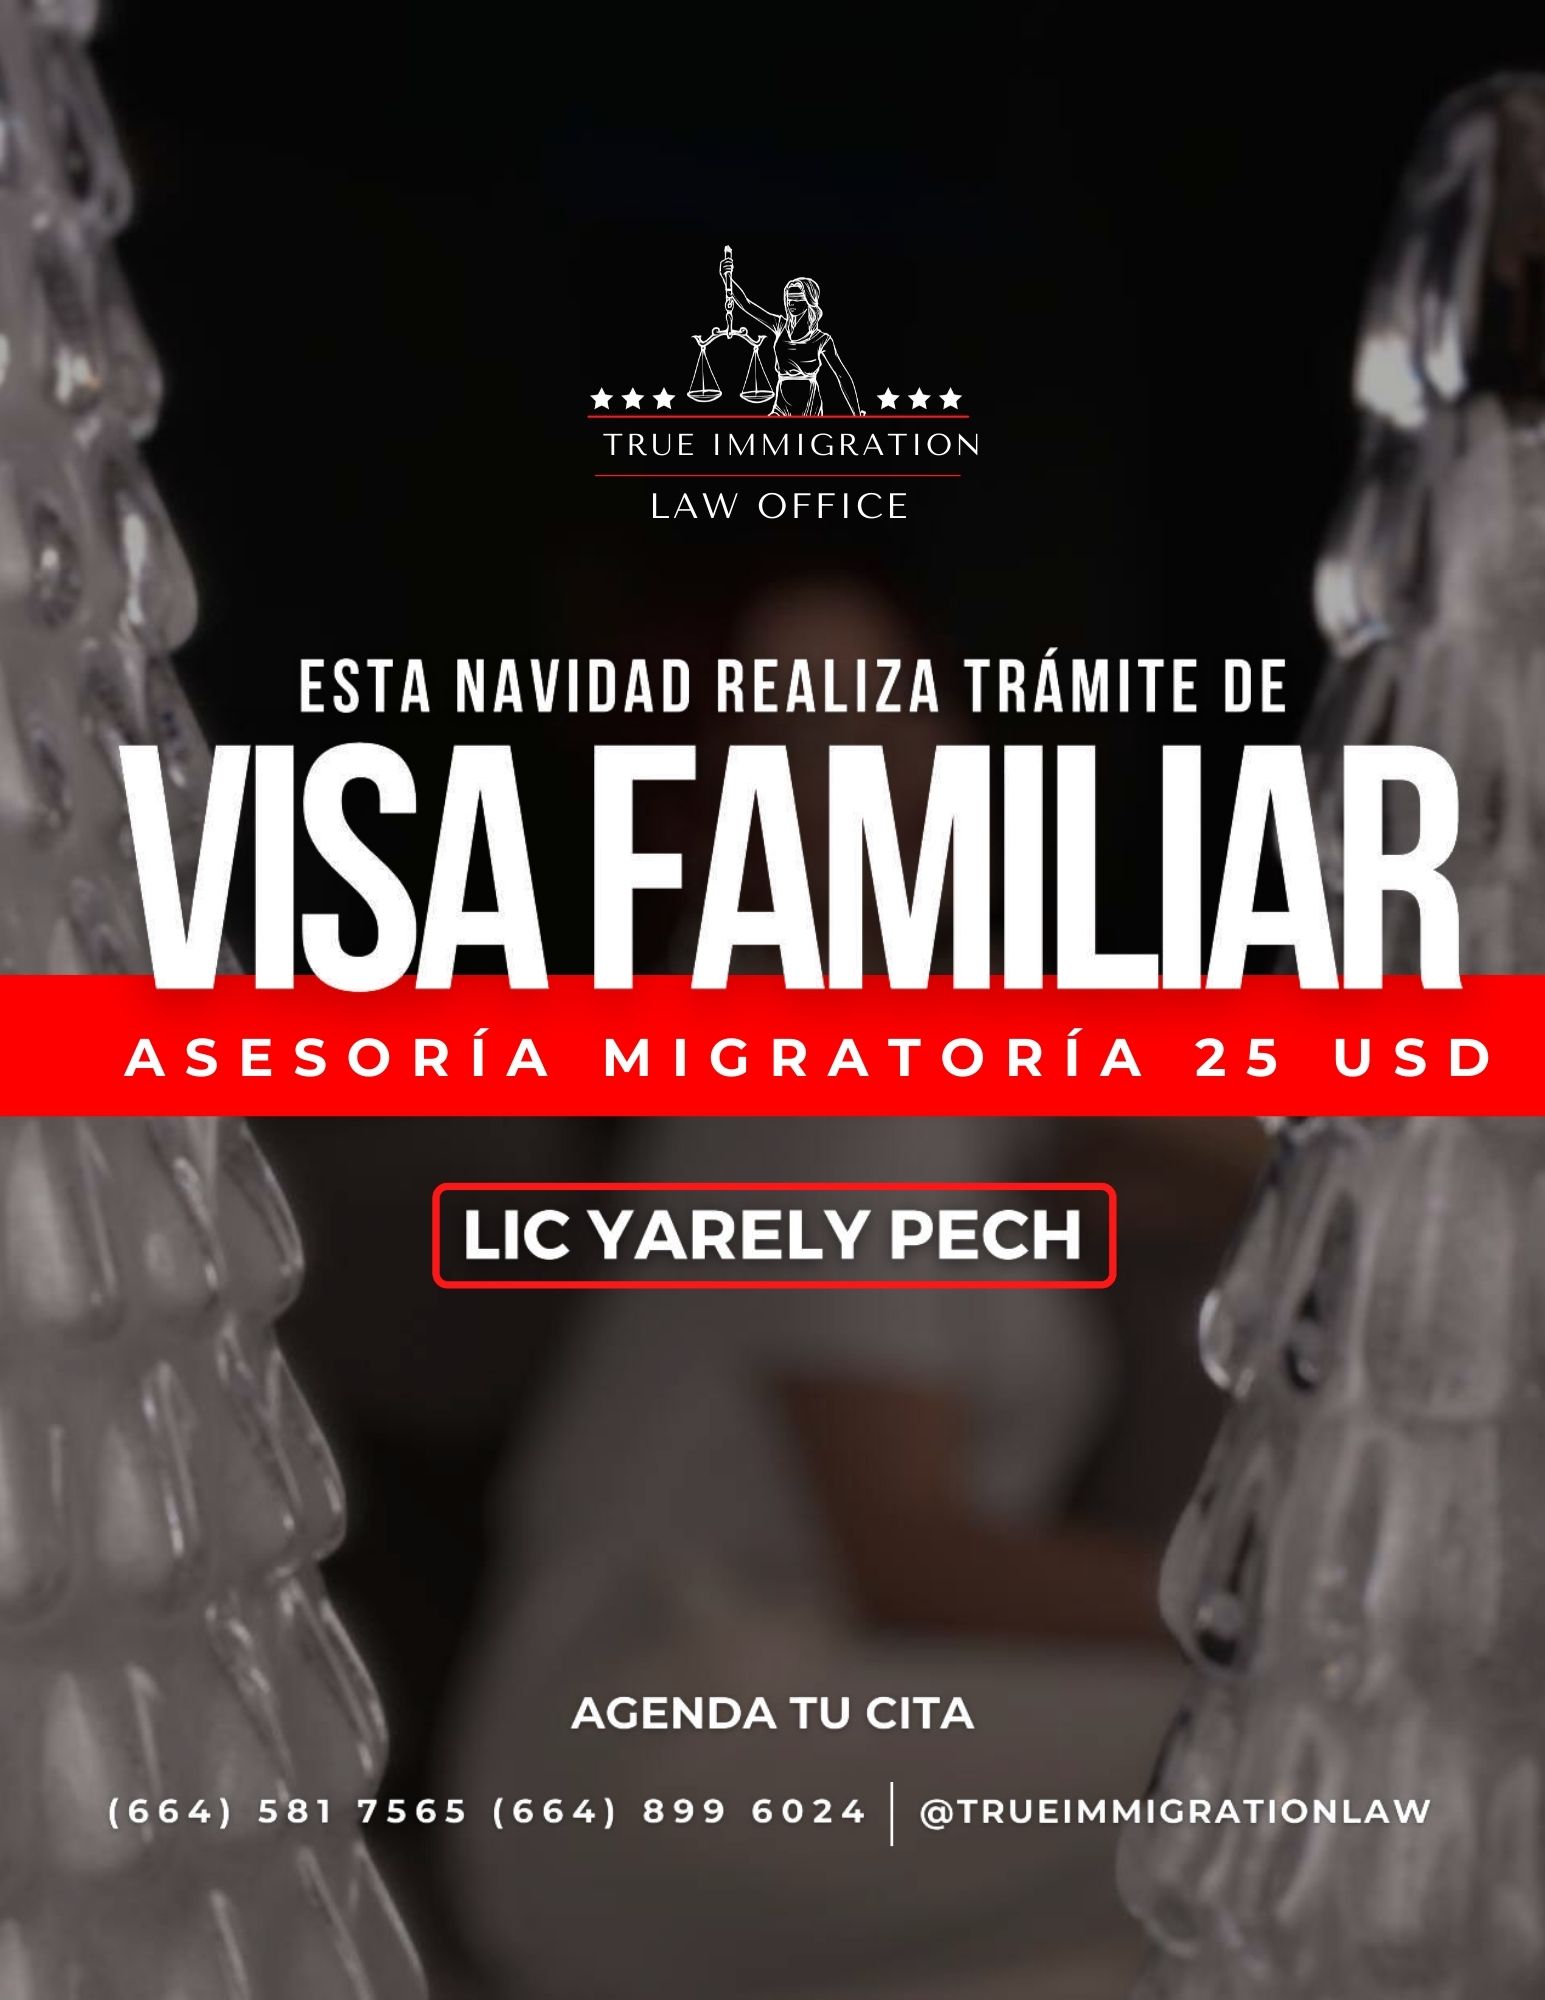 TRUE IMMIGRATION
LAW OFFICE
ESTA NAVIDAD REALIZA TRÁMITE DE
VISA FAMILIAR
ASESORÍA MIGRATORÍA 25 USD
LIC YARELY PECH
AGENDA TU CITA
(664) 581 7565 (664) 899 6024 | @TRUEIMMIGRATIONLAW